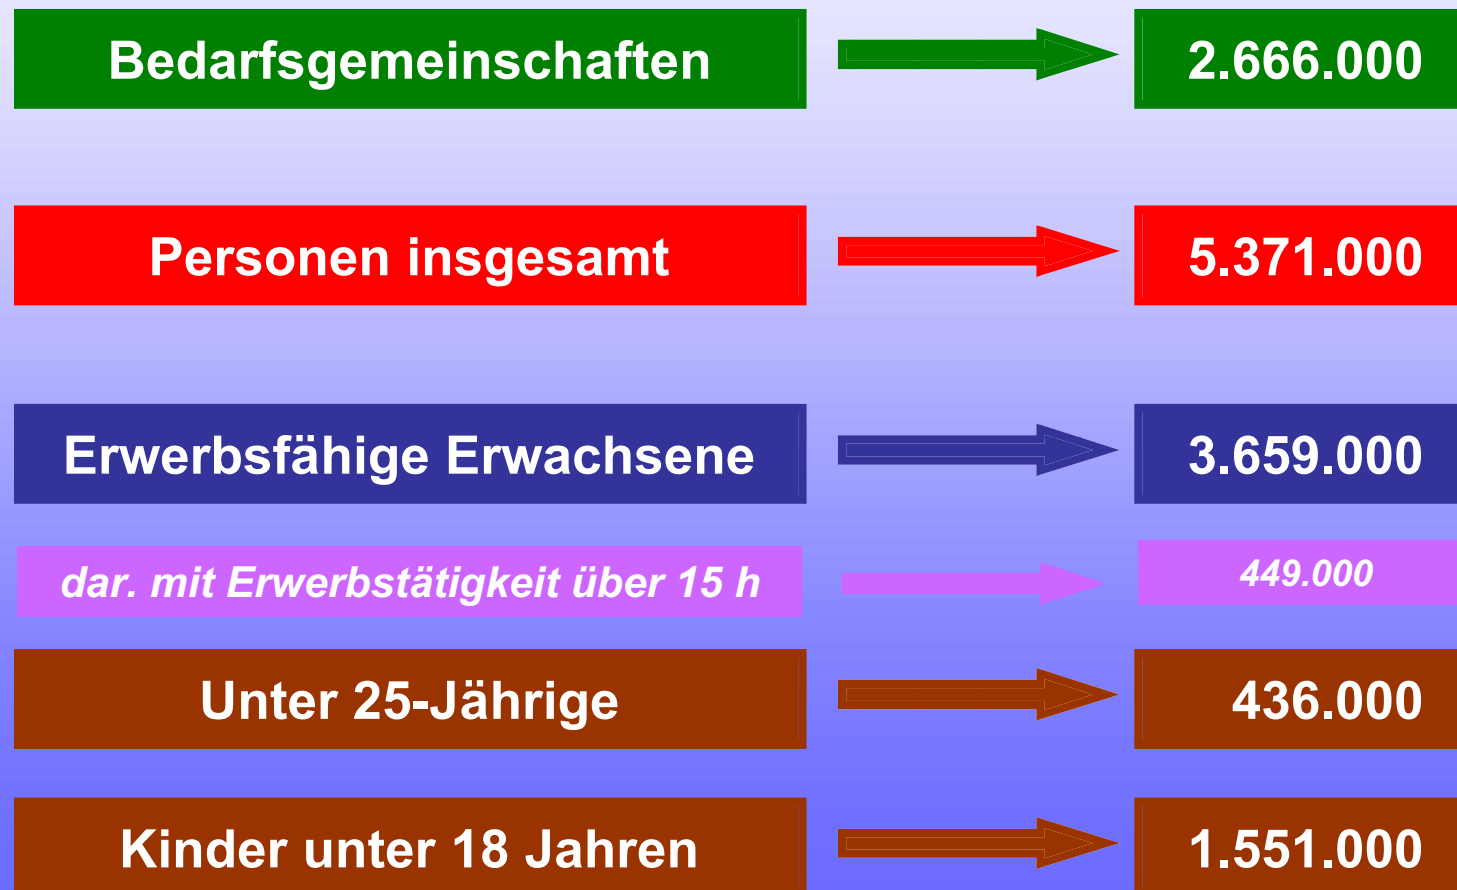 Bedarfsgemeinschaften 2.666.000
Personen insgesamt 5.371.000
Erwerbsfähige Erwachsene 3.659.000
dar. mit Erwerbstätigkeit über 15 h 449.000
Unter 25-Jährige 436.000
Kinder unter 18 Jahren 1.551.000